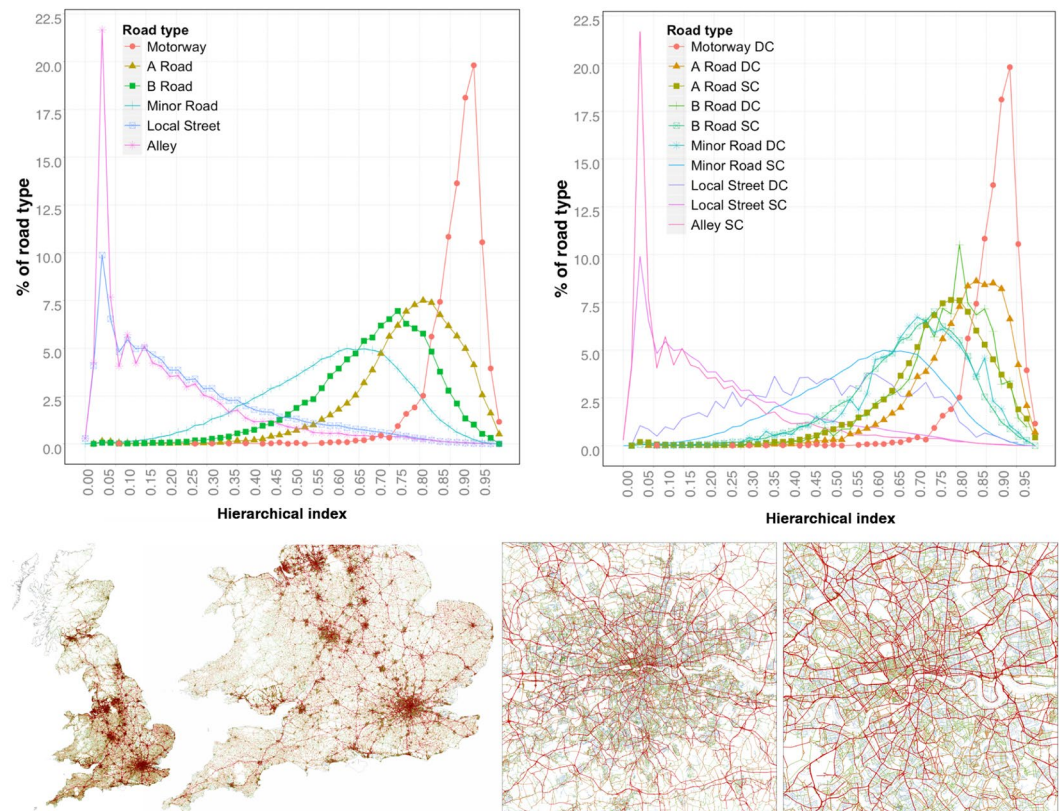 22.5
20.0
17.5
15.0
12.5
10.0
7.5
5.0
2.5
0.0
% of road type
Road type
Motorway
A Road
B Road
Minor Road
Local Street
Alley
0.00
0.05
0.10
0.15
0.20
0.25
0.30
0.35
0.40
0.45
0.50
0.55
0.60
0.65
0.70
0.75
0.80
0.85
0.90
0.95
Hierarchical index
22.5
20.0
17.5
15.0
12.5
10.0
7.5
5.0
2.5
0.0
% of road type
Road type
Motorway DC
A Road DC
A Road SC
B Road DC
B Road SC
Minor Road DC
Minor Road SC
Local Street DC
Local Street SC
Alley SC
0.00
0.05
0.10
0.15
0.20
0.25
0.30
0.35
0.40
0.45
0.50
0.55
0.60
0.65
0.70
0.75
0.80
0.85
0.90
0.95
Hierarchical index